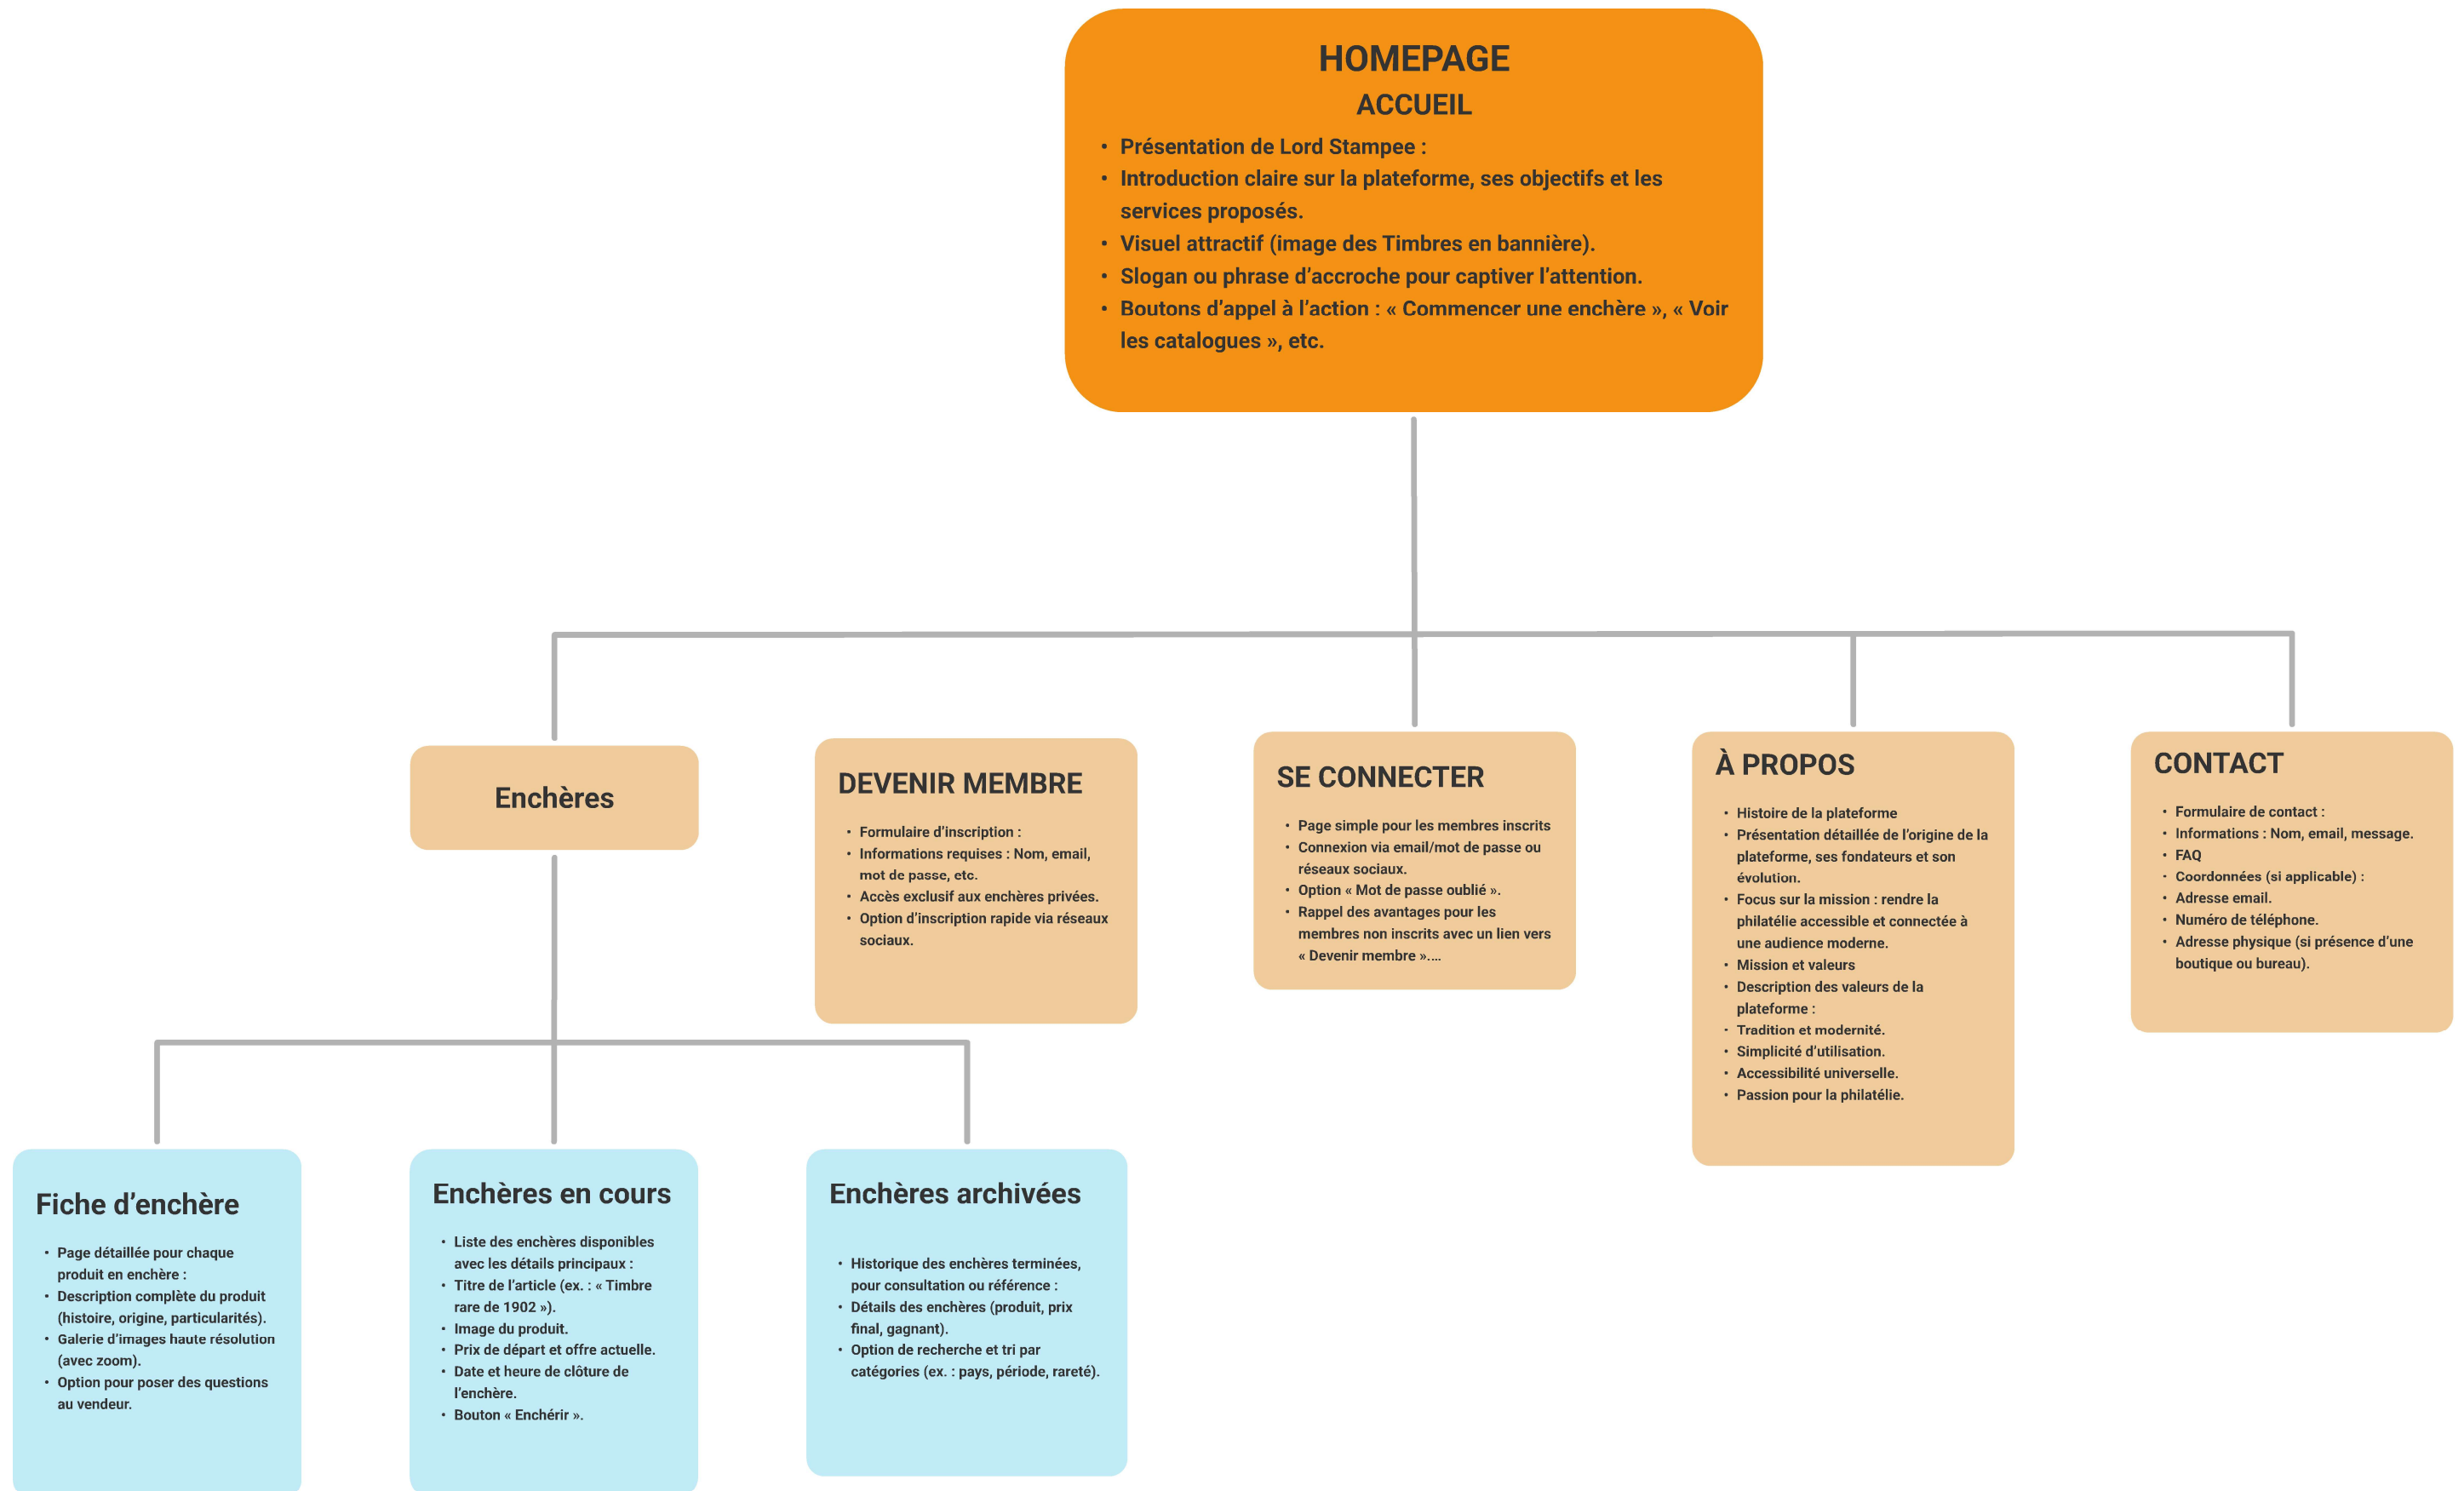 HOMEPAGE
ACCUEIL
• Présentation de Lord Stampee :
• Introduction claire sur la plateforme, ses objectifs et les
services proposés.
• Visuel attractif (image des Timbres en bannière).
• Slogan ou phrase d’accroche pour captiver l’attention.
• Boutons d’appel à l’action : « Commencer une enchère », « Voir
les catalogues », etc.
Enchères
DEVENIR MEMBRE
• Formulaire d’inscription :
• Informations requises : Nom, email,
mot de passe, etc.
• Accès exclusif aux enchères privées.
• Option d’inscription rapide via réseaux
sociaux.
SE CONNECTER
• Page simple pour les membres inscrits
• Connexion via email/mot de passe ou
réseaux sociaux.
• Option « Mot de passe oublié ».
• Rappel des avantages pour les
membres non inscrits avec un lien vers
« Devenir membre »....
À PROPOS
• Histoire de la plateforme
• Présentation détaillée de l’origine de la
plateforme, ses fondateurs et son
évolution.
• Focus sur la mission : rendre la
philatélie accessible et connectée à
une audience moderne.
• Mission et valeurs
• Description des valeurs de la
plateforme :
• Tradition et modernité.
• Simplicité d’utilisation.
• Accessibilité universelle.
• Passion pour la philatélie.
CONTACT
• Formulaire de contact :
• Informations : Nom, email, message.
• FAQ
• Coordonnées (si applicable) :
• Adresse email.
• Numéro de téléphone.
• Adresse physique (si présence d’une
boutique ou bureau).
Fiche d’enchère
• Page détaillée pour chaque
produit en enchère :
• Description complète du produit
(histoire, origine, particularités).
• Galerie d’images haute résolution
(avec zoom).
• Option pour poser des questions
au vendeur.
Enchères en cours
• Liste des enchères disponibles
avec les détails principaux :
• Titre de l’article (ex. : « Timbre
rare de 1902 »).
• Image du produit.
• Prix de départ et offre actuelle.
• Date et heure de clôture de
l’enchère.
• Bouton « Enchérir ».
Enchères archivées
• Historique des enchères terminées,
pour consultation ou référence :
• Détails des enchères (produit, prix
final, gagnant).
• Option de recherche et tri par
catégories (ex. : pays, période, rareté).